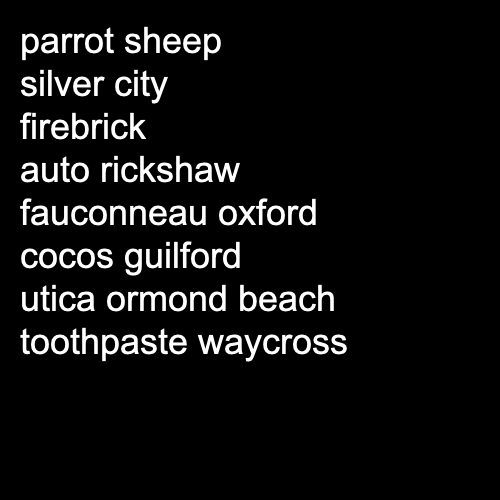 parrot sheep
silver city
firebrick
auto rickshaw
fauconneau oxford
cocos guilford
utica ormond beach
toothpaste waycross